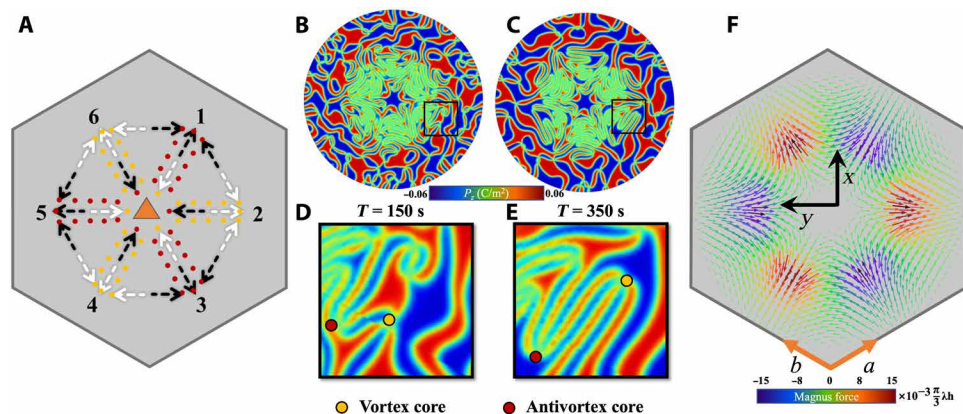 A
6
1
5
2
4
3
B
C
−0.06
P_z (C/m²)
0.06
D
T = 150 s
E
T = 350 s
Vortex core
Antivortex core
F
x
y
b
a
−15 −8 0 8 15
Magnus force
×10⁻³ π/3 λh